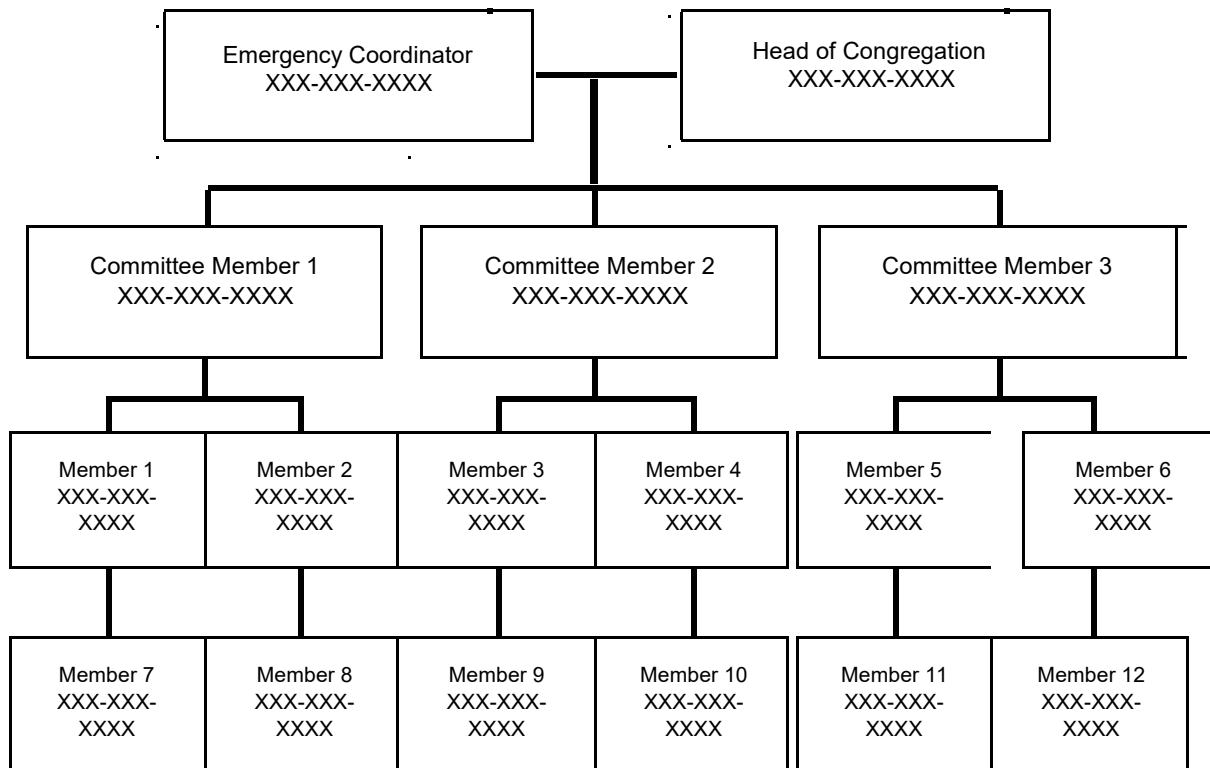 Emergency Coordinator
XXX-XXX-XXXX
Head of Congregation
XXX-XXX-XXXX
Committee Member 1
XXX-XXX-XXXX
Committee Member 2
XXX-XXX-XXXX
Committee Member 3
XXX-XXX-XXXX
Member 1
XXX-XXX-
XXXX
Member 2
XXX-XXX-
XXXX
Member 3
XXX-XXX-
XXXX
Member 4
XXX-XXX-
XXXX
Member 5
XXX-XXX-
XXXX
Member 6
XXX-XXX-
XXXX
Member 7
XXX-XXX-
XXXX
Member 8
XXX-XXX-
XXXX
Member 9
XXX-XXX-
XXXX
Member 10
XXX-XXX-
XXXX
Member 11
XXX-XXX-
XXXX
Member 12
XXX-XXX-
XXXX